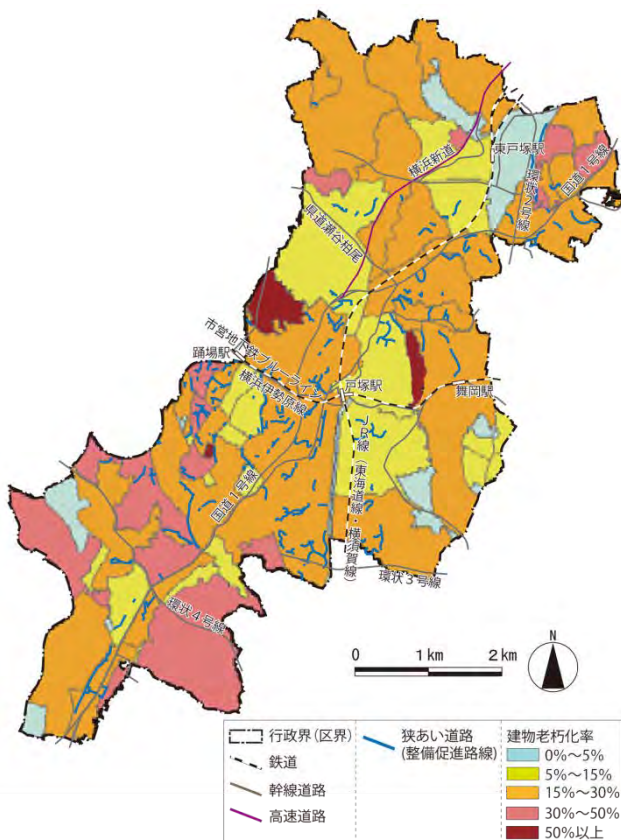 横浜新道
東戸塚駅
環状2号線
国道1号線
県道瀬谷柏尾
市営地下鉄ブルーライン
踊場駅
横浜伊勢原線
戸塚駅
舞岡駅
JR線(東海道線・横須賀線)
国道1号線
環状3号線
環状4号線
0 1km 2km
N
行政界(区界)
鉄道
幹線道路
高速道路
狭あい道路
(整備促進路線)
建物老朽化率
0%~5%
5%~15%
15%~30%
30%~50%
50%以上